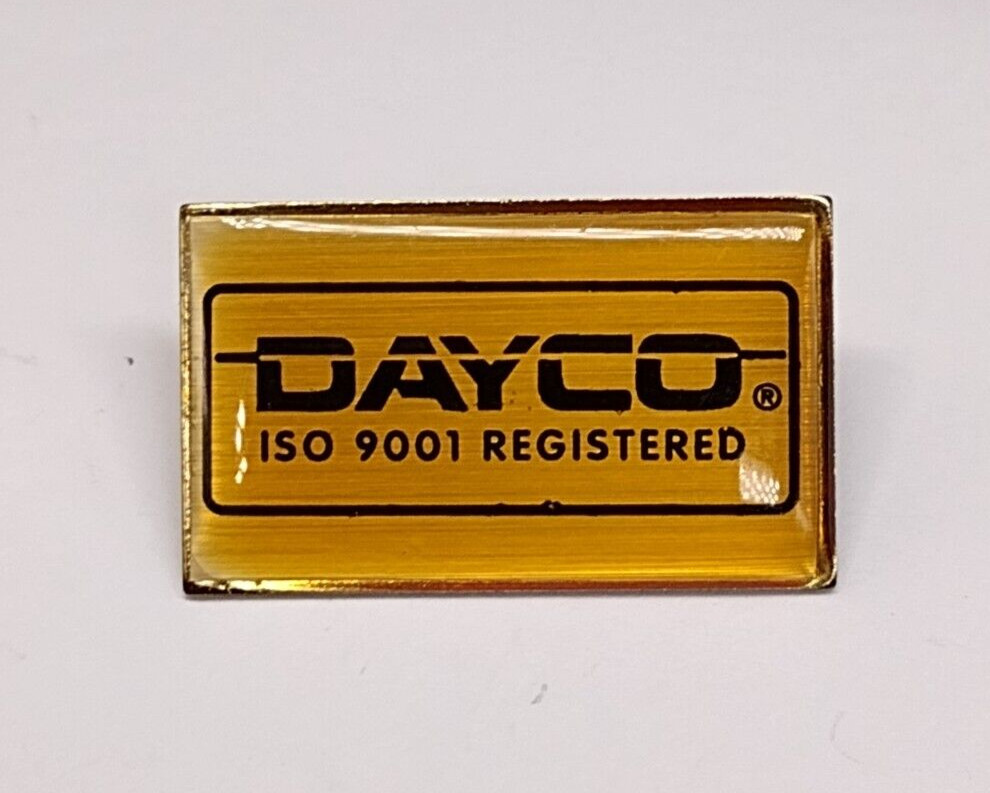 DAYCO®
ISO 9001 REGISTERED